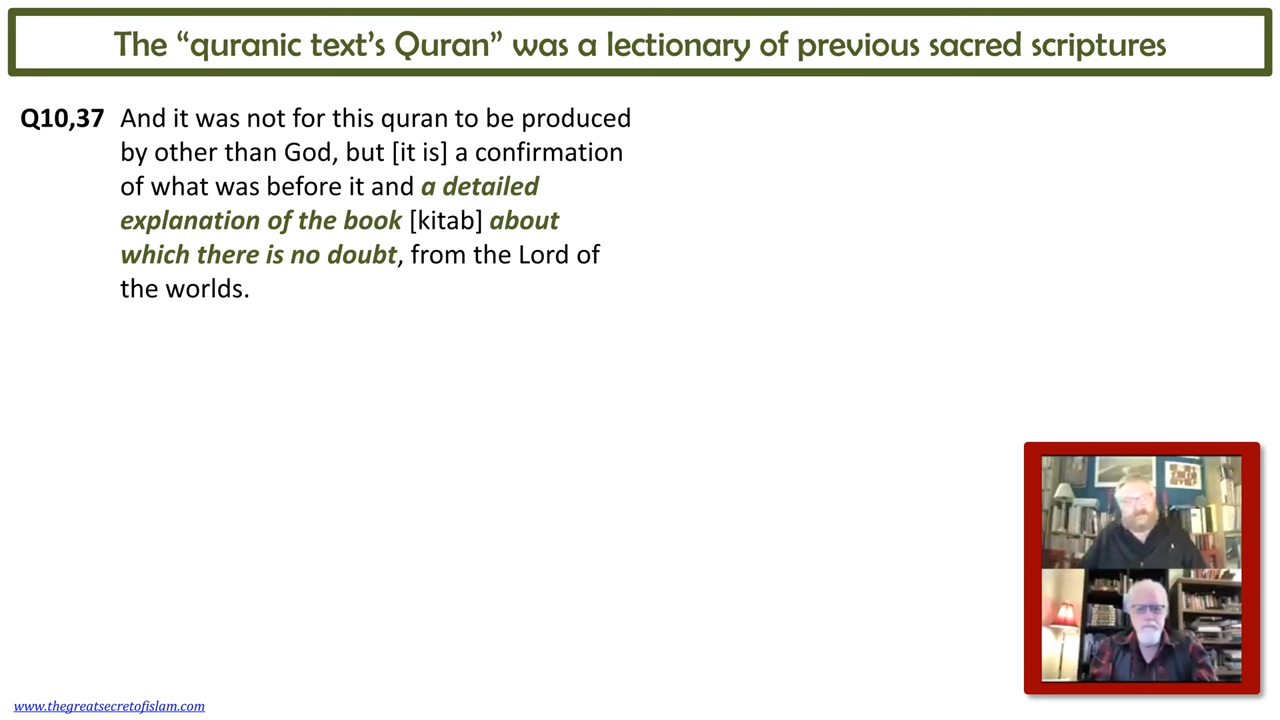 The “quranic text’s Quran” was a lectionary of previous sacred scriptures
Q10,37 And it was not for this quran to be produced
by other than God, but [it is] a confirmation
of what was before it and a detailed
explanation of the book [kitab] about
which there is no doubt, from the Lord of
the worlds.
www.thegreatsecretofislam.com